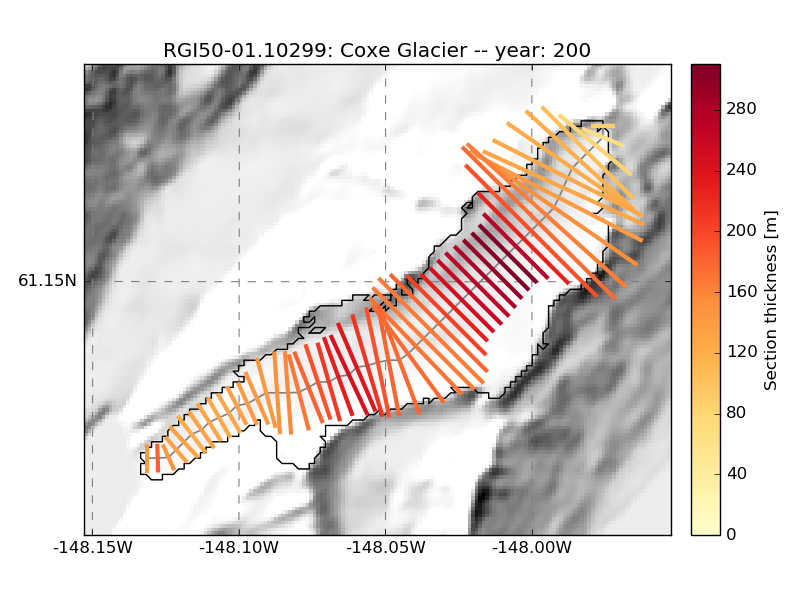 RGI50-01.10299: Coxe Glacier -- year: 200
280
240
200
160
120
80
40
0
Section thickness [m]
61.15N
-148.15W
-148.10W
-148.05W
-148.00W